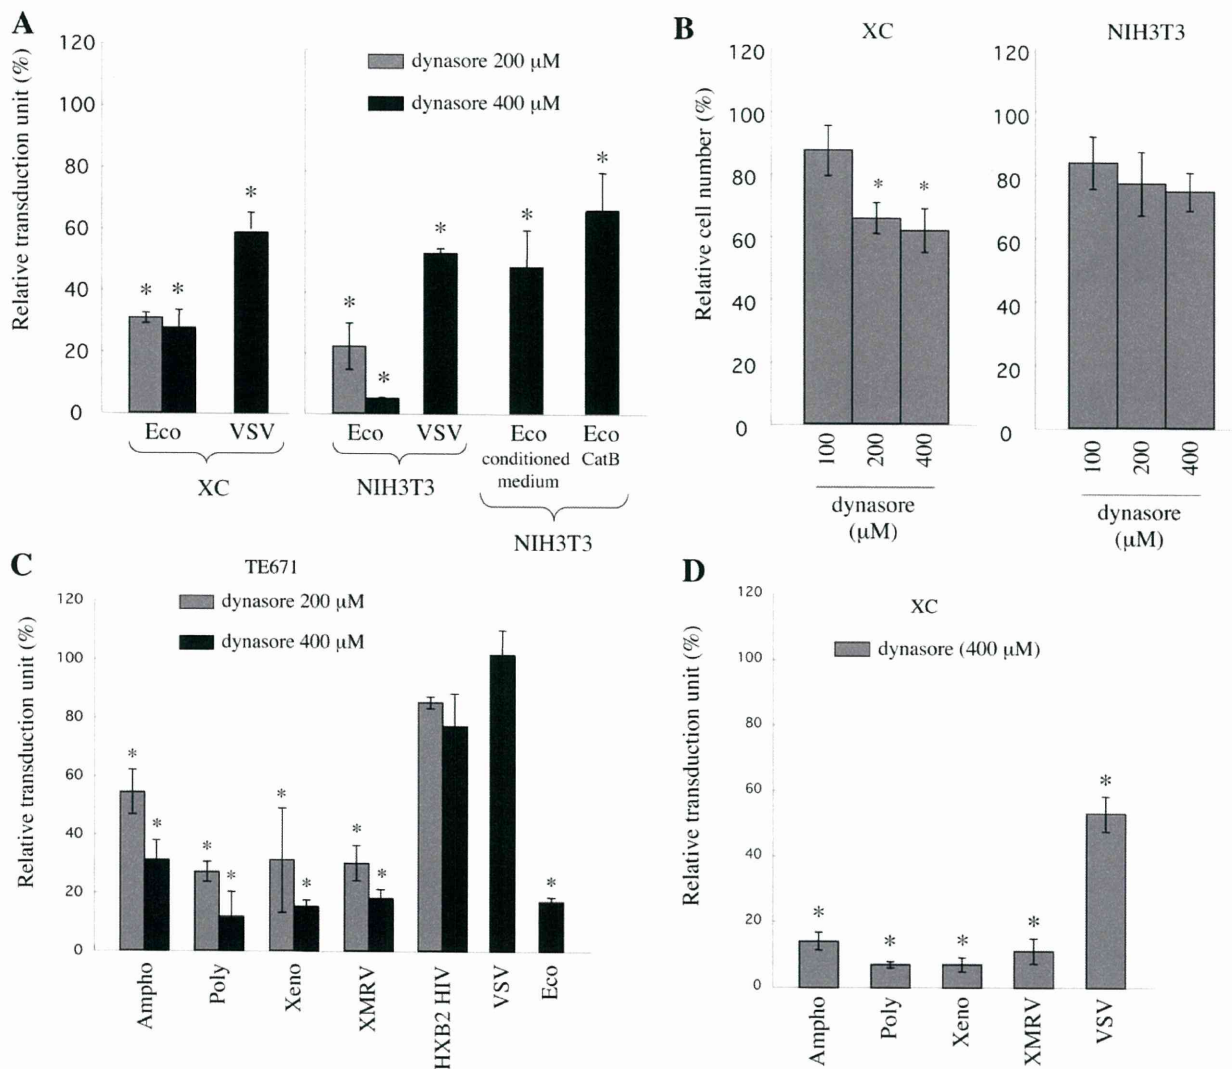 A
Relative transduction unit (%)
120
100
80
60
40
20
0
dynasore 200 μM
dynasore 400 μM
* * *
* * * * *
Eco VSV Eco VSV Eco Eco
conditioned CatB
medium
XC NIH3T3
NIH3T3
B
XC NIH3T3
Relative cell number (%)
120
100
80
60
40
20
0
* *
100 200 400
dynasore
(μM)
120
100
80
60
40
20
0
100 200 400
dynasore
(μM)
C
TE671
dynasore 200 μM
dynasore 400 μM
Relative transduction unit (%)
120
100
80
60
40
20
0
* * * * * * * * *
Ampho
Poly
Xeno
XMRV
HXB2 HIV
VSV
Eco
D
XC
dynasore (400 μM)
Relative transduction unit (%)
120
100
80
60
40
20
0
* * * * *
Ampho
Poly
Xeno
XMRV
VSV